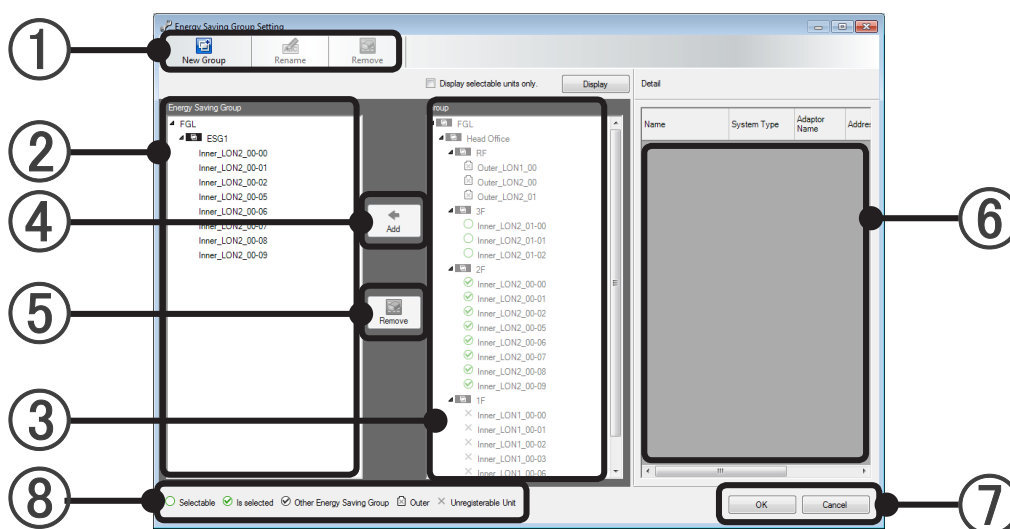 Energy Saving Group Setting
New Group Rename Remove
Display selectable units only. Display Detail
Energy Saving Group
FGL
ESG1
Inner_LON2_00-00
Inner_LON2_00-01
Inner_LON2_00-02
Inner_LON2_00-05
Inner_LON2_00-06
Inner_LON2_00-07
Inner_LON2_00-08
Inner_LON2_00-09
Add
Remove
roup
FGL
Head Office
RF
Outer_LON1_00
Outer_LON2_00
Outer_LON2_01
3F
Inner_LON2_01-00
Inner_LON2_01-01
Inner_LON2_01-02
2F
Inner_LON2_00-00
Inner_LON2_00-01
Inner_LON2_00-02
Inner_LON2_00-05
Inner_LON2_00-06
Inner_LON2_00-07
Inner_LON2_00-08
Inner_LON2_00-09
1F
Inner_LON1_00-00
Inner_LON1_00-01
Inner_LON1_00-02
Inner_LON1_00-03
Inner_LON1_00-06
Name System Type Adaptor Name Addres
Selectable Is selected Other Energy Saving Group Outer Unregisterable Unit
OK Cancel
1
2
4
5
3
8
6
7